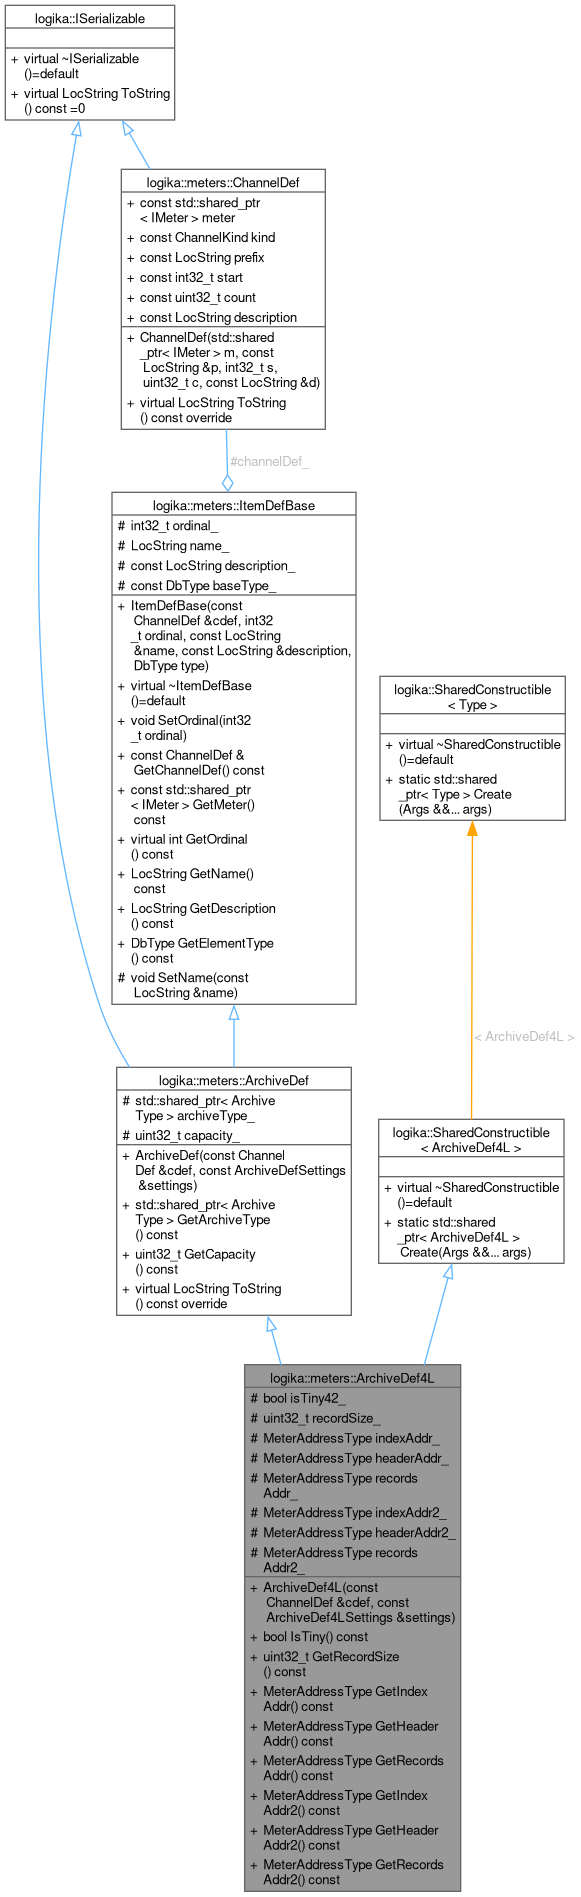 logika::ISerializable
+ virtual ~ISerializable
()=default
+ virtual LocString ToString
() const =0
logika::meters::ChannelDef
+ const std::shared_ptr
< IMeter > meter
+ const ChannelKind kind
+ const LocString prefix
+ const int32_t start
+ const uint32_t count
+ const LocString description
+ ChannelDef(std::shared
_ptr< IMeter > m, const
LocString &p, int32_t s,
uint32_t c, const LocString &d)
+ virtual LocString ToString
() const override
#channelDef_
logika::meters::ItemDefBase
# int32_t ordinal_
# LocString name_
# const LocString description_
# const DbType baseType_
+ ItemDefBase(const
ChannelDef &cdef, int32
_t ordinal, const LocString
&name, const LocString &description,
DbType type)
+ virtual ~ItemDefBase
()=default
+ void SetOrdinal(int32
_t ordinal)
+ const ChannelDef &
GetChannelDef() const
+ const std::shared_ptr
< IMeter > GetMeter()
const
+ virtual int GetOrdinal
() const
+ LocString GetName()
const
+ LocString GetDescription
() const
+ DbType GetElementType
() const
# void SetName(const
LocString &name)
logika::SharedConstructible
< Type >
+ virtual ~SharedConstructible
()=default
+ static std::shared
_ptr< Type > Create
(Args &&... args)
< ArchiveDef4L >
logika::meters::ArchiveDef
# std::shared_ptr< Archive
Type > archiveType_
# uint32_t capacity_
+ ArchiveDef(const Channel
Def &cdef, const ArchiveDefSettings
&settings)
+ std::shared_ptr< Archive
Type > GetArchiveType
() const
+ uint32_t GetCapacity
() const
+ virtual LocString ToString
() const override
logika::SharedConstructible
< ArchiveDef4L >
+ virtual ~SharedConstructible
()=default
+ static std::shared
_ptr< ArchiveDef4L >
Create(Args &&... args)
logika::meters::ArchiveDef4L
# bool isTiny42_
# uint32_t recordSize_
# MeterAddressType indexAddr_
# MeterAddressType headerAddr_
# MeterAddressType records
Addr_
# MeterAddressType indexAddr2_
# MeterAddressType headerAddr2_
# MeterAddressType records
Addr2_
+ ArchiveDef4L(const
ChannelDef &cdef, const
ArchiveDef4LSettings &settings)
+ bool IsTiny() const
+ uint32_t GetRecordSize
() const
+ MeterAddressType GetIndex
Addr() const
+ MeterAddressType GetHeader
Addr() const
+ MeterAddressType GetRecords
Addr() const
+ MeterAddressType GetIndex
Addr2() const
+ MeterAddressType GetHeader
Addr2() const
+ MeterAddressType GetRecords
Addr2() const